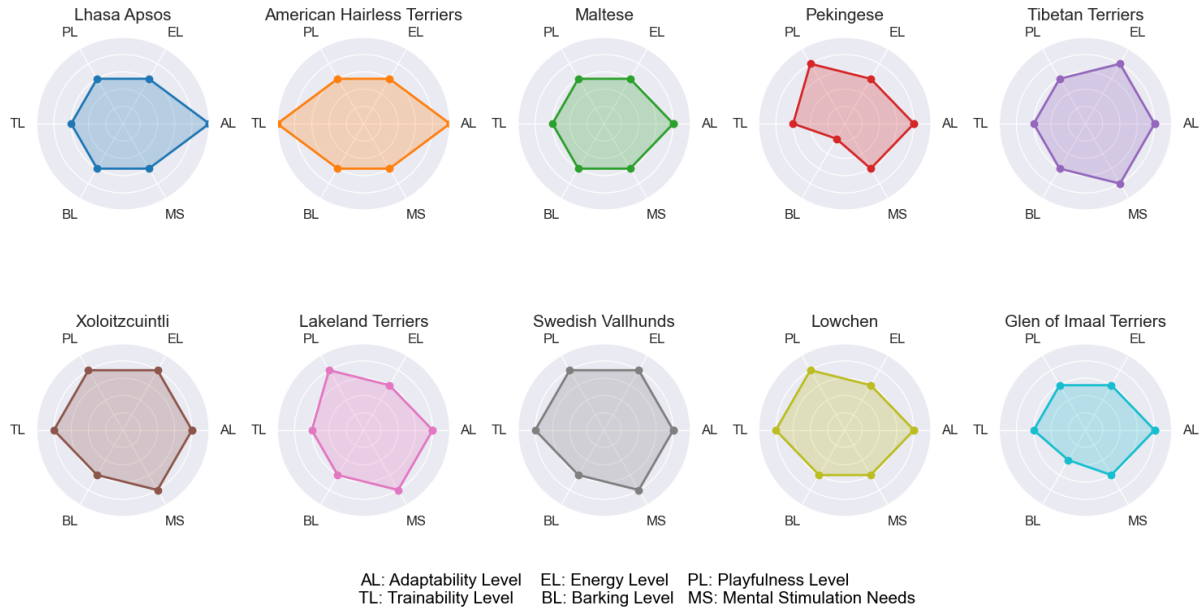 Lhasa Apsos American Hairless Terriers Maltese Pekingese Tibetan Terriers
PL EL PL EL PL EL PL EL PL EL
TL AL TL AL TL AL TL AL TL AL
BL MS BL MS BL MS BL MS BL MS
Xoloitzcuintli Lakeland Terriers Swedish Vallhunds Lowchen Glen of Imaal Terriers
PL EL PL EL PL EL PL EL PL EL
TL AL TL AL TL AL TL AL TL AL
BL MS BL MS BL MS BL MS BL MS
AL: Adaptability Level EL: Energy Level PL: Playfulness Level
TL: Trainability Level BL: Barking Level MS: Mental Stimulation Needs